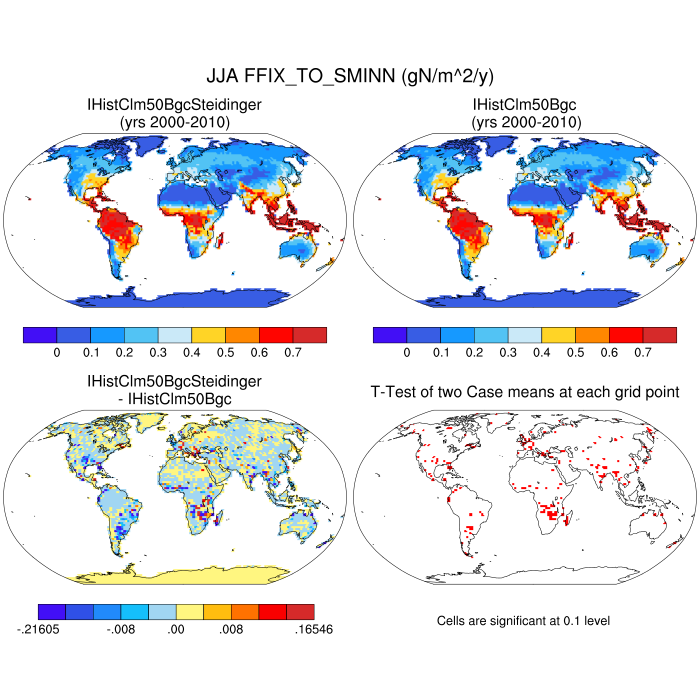 JJA FFIX_TO_SMINN (gN/m^2/y)
IHistClm50BgcSteidinger
(yrs 2000-2010)
IHistClm50Bgc
(yrs 2000-2010)
0 0.1 0.2 0.3 0.4 0.5 0.6 0.7
0 0.1 0.2 0.3 0.4 0.5 0.6 0.7
IHistClm50BgcSteidinger
- IHistClm50Bgc
T-Test of two Case means at each grid point
-.21605 -.008 .00 .008 .16546
Cells are significant at 0.1 level